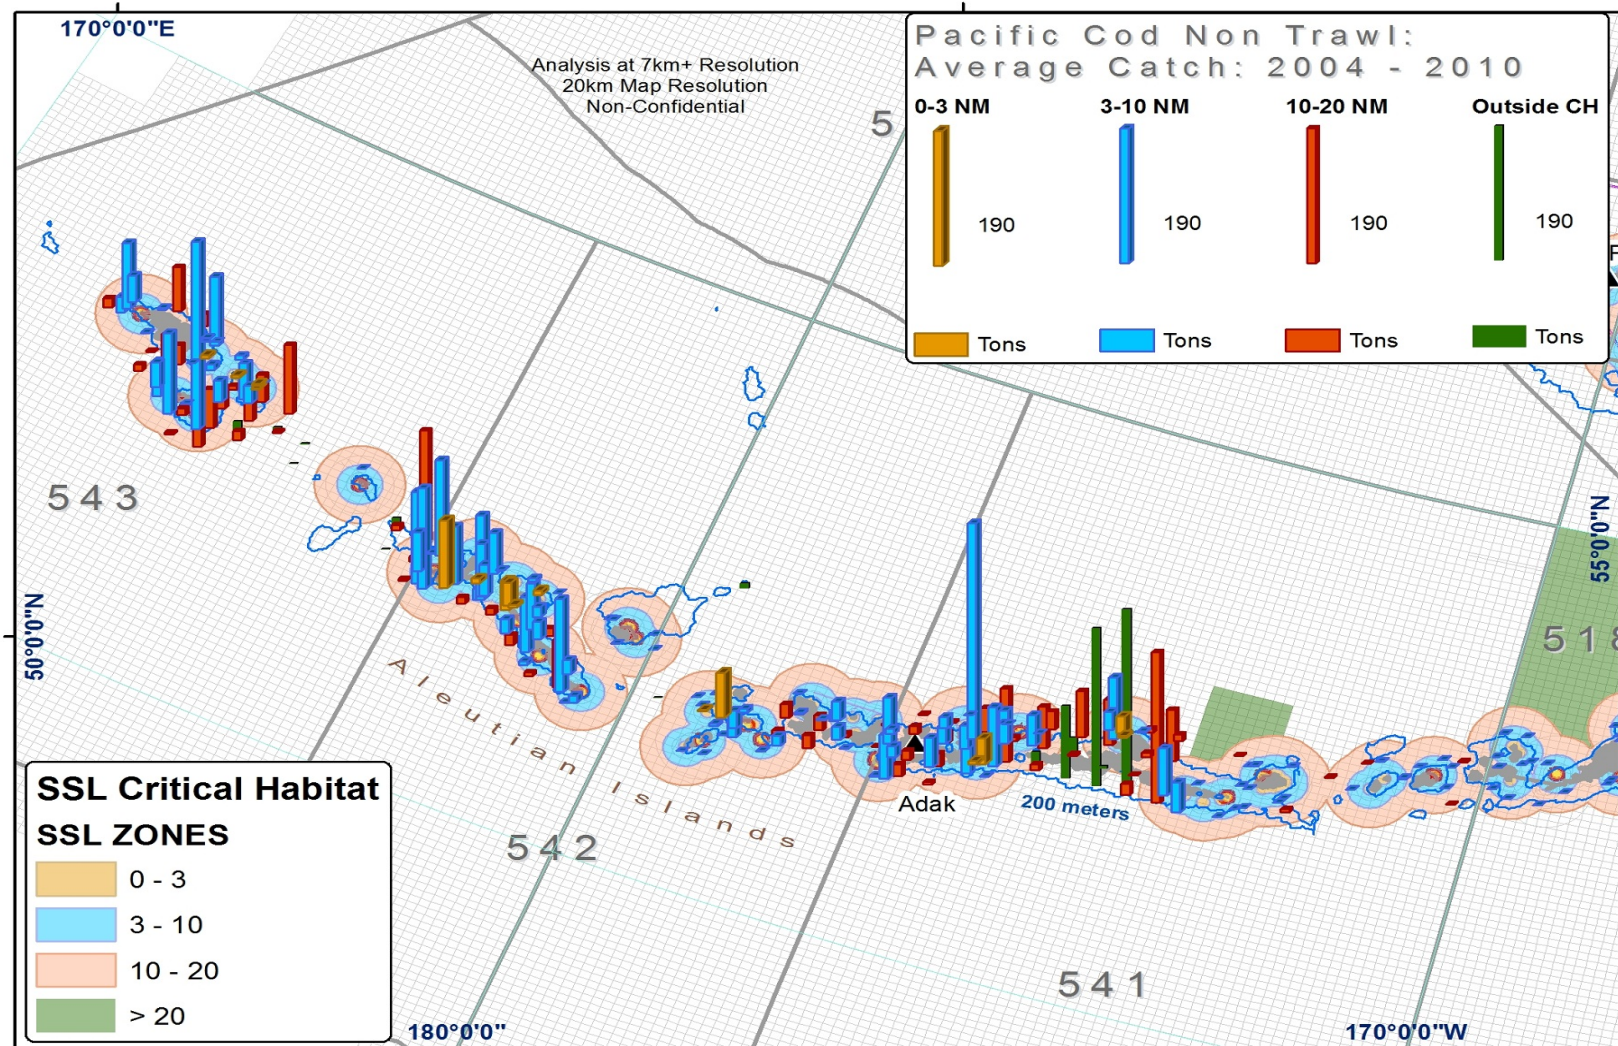 170°0'0"E
Analysis at 7km+ Resolution
20km Map Resolution
Non-Confidential
5
Pacific Cod Non Trawl:
Average Catch: 2004 - 2010
0-3 NM 3-10 NM 10-20 NM Outside CH
190 190 190 190
Tons Tons Tons Tons
543
55°0'0"N
50°0'0"N
518
Aleutian Islands
Adak
200 meters
542
541
SSL Critical Habitat
SSL ZONES
0 - 3
3 - 10
10 - 20
> 20
180°0'0"
170°0'0"W